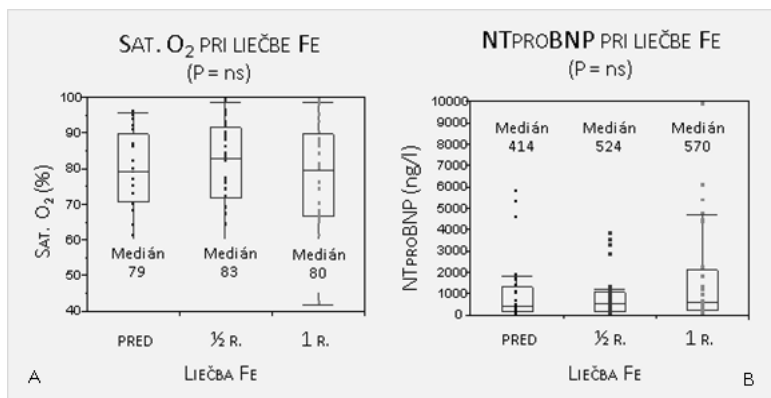 SAT. O2 PRI LIEČBE FE
(P = ns)
SAT. O2 (%)
100
90
80
70
60
50
40
Medián
79
Medián
83
Medián
80
PRED
½ R.
1 R.
LIEČBA FE
A
NTPROBNP PRI LIEČBE FE
(P = ns)
NTPROBNP (ng/l)
10000
9000
8000
7000
6000
5000
4000
3000
2000
1000
0
Medián
414
Medián
524
Medián
570
PRED
½ R.
1 R.
LIEČBA FE
B